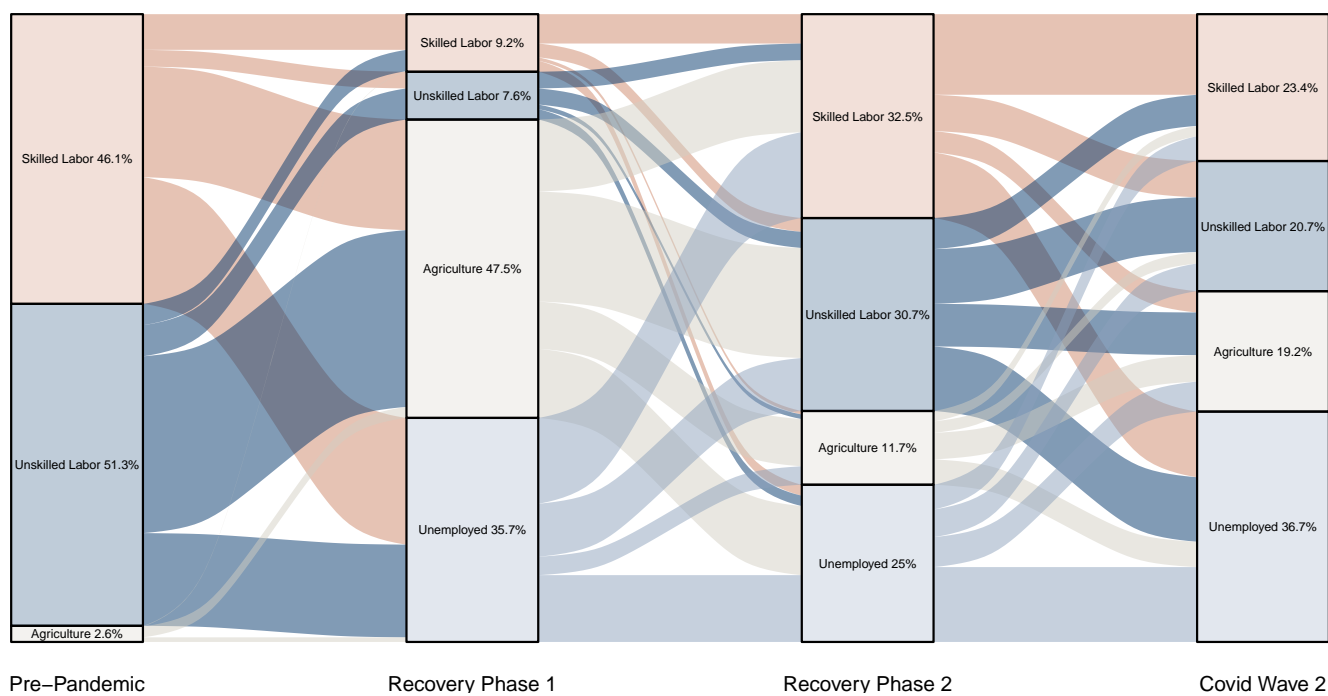 Skilled Labor 46.1%
Unskilled Labor 51.3%
Agriculture 2.6%
Skilled Labor 9.2%
Unskilled Labor 7.6%
Agriculture 47.5%
Unemployed 35.7%
Skilled Labor 32.5%
Unskilled Labor 30.7%
Agriculture 11.7%
Unemployed 25%
Skilled Labor 23.4%
Unskilled Labor 20.7%
Agriculture 19.2%
Unemployed 36.7%
Pre−Pandemic
Recovery Phase 1
Recovery Phase 2
Covid Wave 2